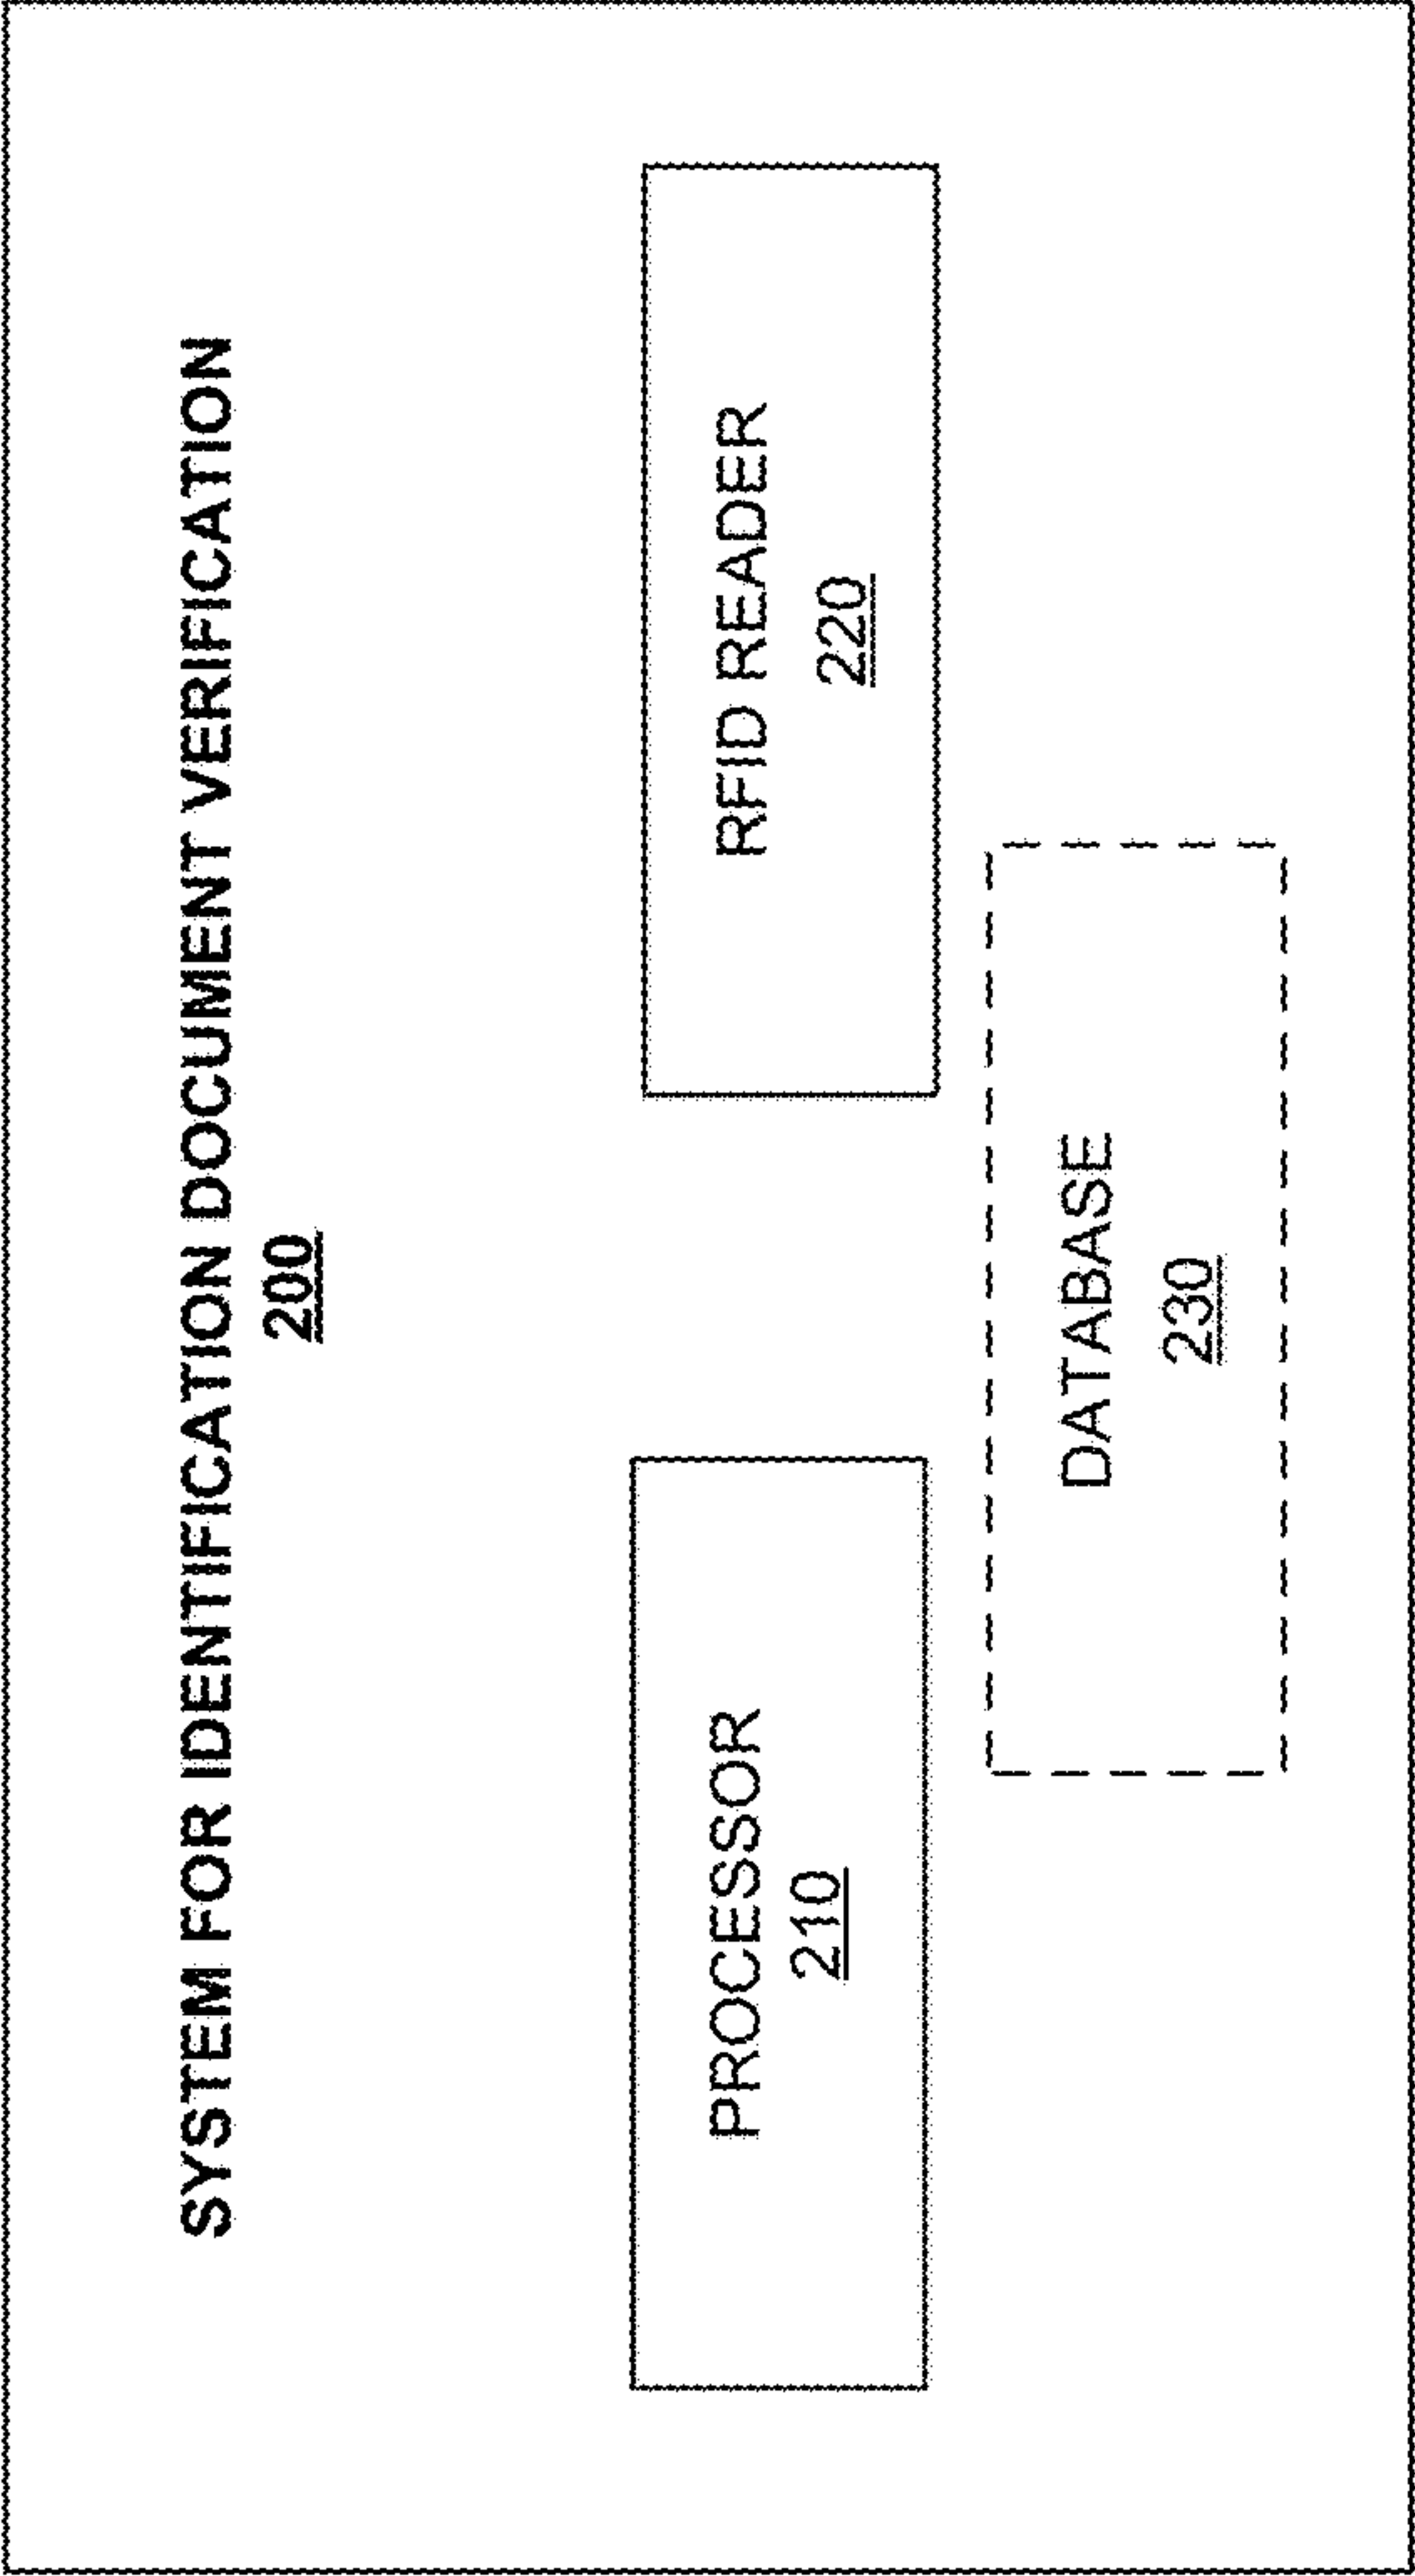 SYSTEM FOR IDENTIFICATION DOCUMENT VERIFICATION
200
PROCESSOR
210
RFID READER
220
DATABASE
230